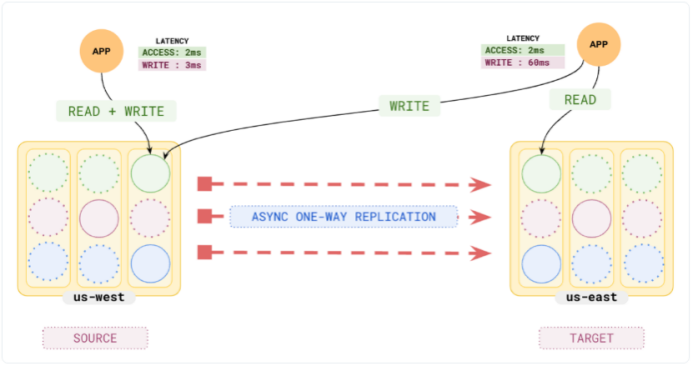 APP
LATENCY
ACCESS: 2ms
WRITE : 3ms
LATENCY
ACCESS: 2ms
WRITE : 60ms
APP
READ + WRITE
WRITE
READ
ASYNC ONE-WAY REPLICATION
us-west
us-east
SOURCE
TARGET